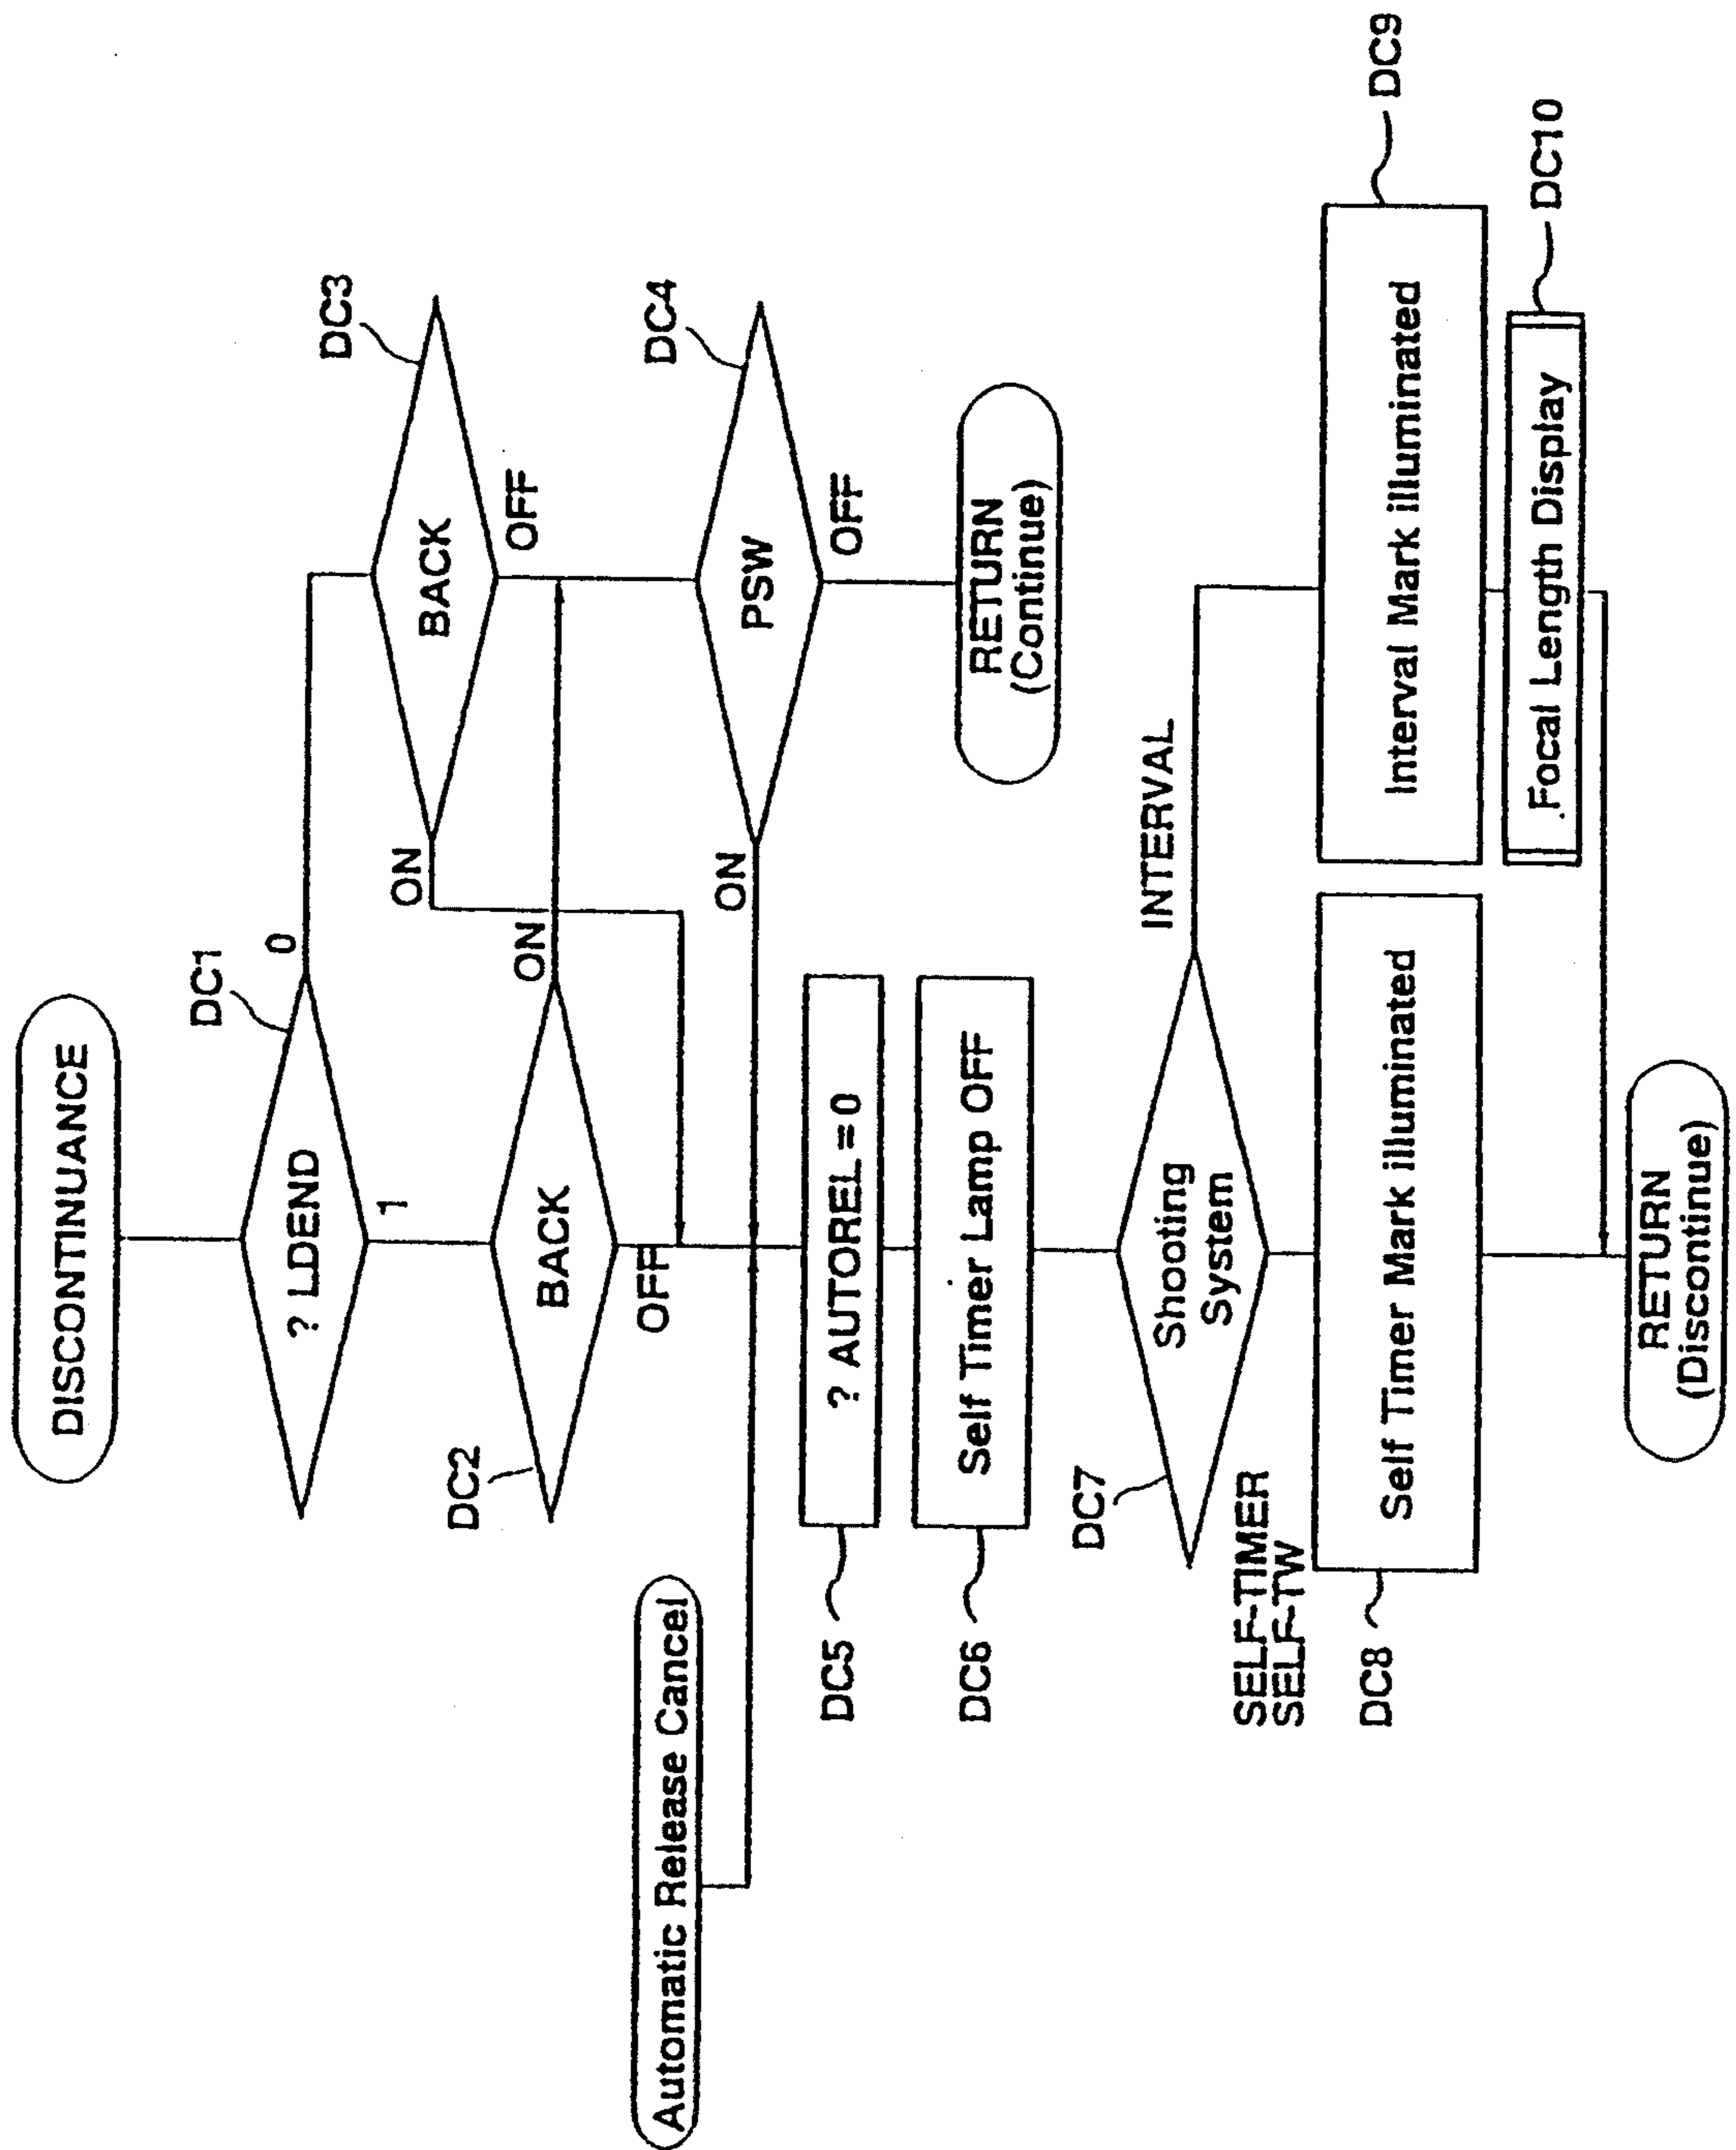 DISCONTINUANCE
DC1
? LDEND
0
1
DC3
BACK
ON
OFF
DC2
BACK
ON
OFF
DC4
PSW
ON
OFF
RETURN
(Continue)
Automatic Release Cancel
DC5
? AUTOREL = 0
DC6
Self Timer Lamp OFF
DC7
Shooting
System
INTERVAL
SELF-TIMER
SELF-TW
DC8
Self Timer Mark illuminated
Interval Mark illuminated
DC9
Focal Length Display
DC10
RETURN
(Discontinue)